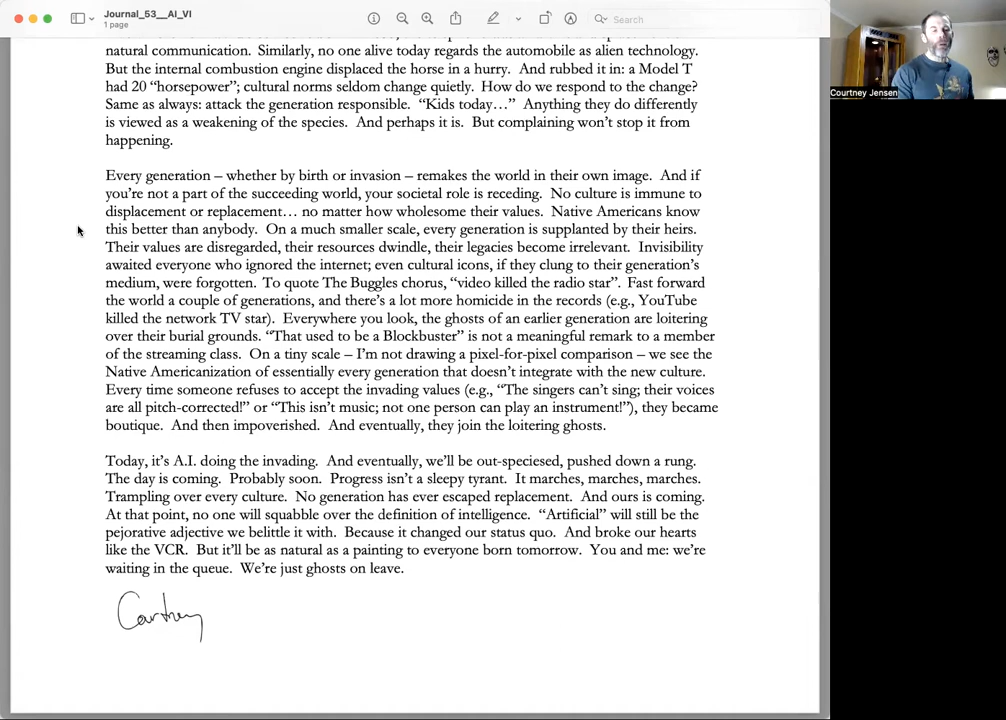 Journal_53__AI_VI
1 page
Search
natural communication. Similarly, no one alive today regards the automobile as alien technology.
But the internal combustion engine displaced the horse in a hurry. And rubbed it in: a Model T
had 20 “horsepower”; cultural norms seldom change quietly. How do we respond to the change?
Same as always: attack the generation responsible. “Kids today…” Anything they do differently
is viewed as a weakening of the species. And perhaps it is. But complaining won’t stop it from
happening.
Every generation – whether by birth or invasion – remakes the world in their own image. And if
you’re not a part of the succeeding world, your societal role is receding. No culture is immune to
displacement or replacement… no matter how wholesome their values. Native Americans know
this better than anybody. On a much smaller scale, every generation is supplanted by their heirs.
Their values are disregarded, their resources dwindle, their legacies become irrelevant. Invisibility
awaited everyone who ignored the internet; even cultural icons, if they clung to their generation’s
medium, were forgotten. To quote The Buggles chorus, “video killed the radio star”. Fast forward
the world a couple of generations, and there’s a lot more homicide in the records (e.g., YouTube
killed the network TV star). Everywhere you look, the ghosts of an earlier generation are loitering
over their burial grounds. “That used to be a Blockbuster” is not a meaningful remark to a member
of the streaming class. On a tiny scale – I’m not drawing a pixel-for-pixel comparison – we see the
Native Americanization of essentially every generation that doesn’t integrate with the new culture.
Every time someone refuses to accept the invading values (e.g., “The singers can’t sing; their voices
are all pitch-corrected!” or “This isn’t music; not one person can play an instrument!”), they became
boutique. And then impoverished. And eventually, they join the loitering ghosts.
Today, it’s A.I. doing the invading. And eventually, we’ll be out-speciesed, pushed down a rung.
The day is coming. Probably soon. Progress isn’t a sleepy tyrant. It marches, marches, marches.
Trampling over every culture. No generation has ever escaped replacement. And ours is coming.
At that point, no one will squabble over the definition of intelligence. “Artificial” will still be the
pejorative adjective we belittle it with. Because it changed our status quo. And broke our hearts
like the VCR. But it’ll be as natural as a painting to everyone born tomorrow. You and me: we’re
waiting in the queue. We’re just ghosts on leave.
Courtney
Courtney Jensen